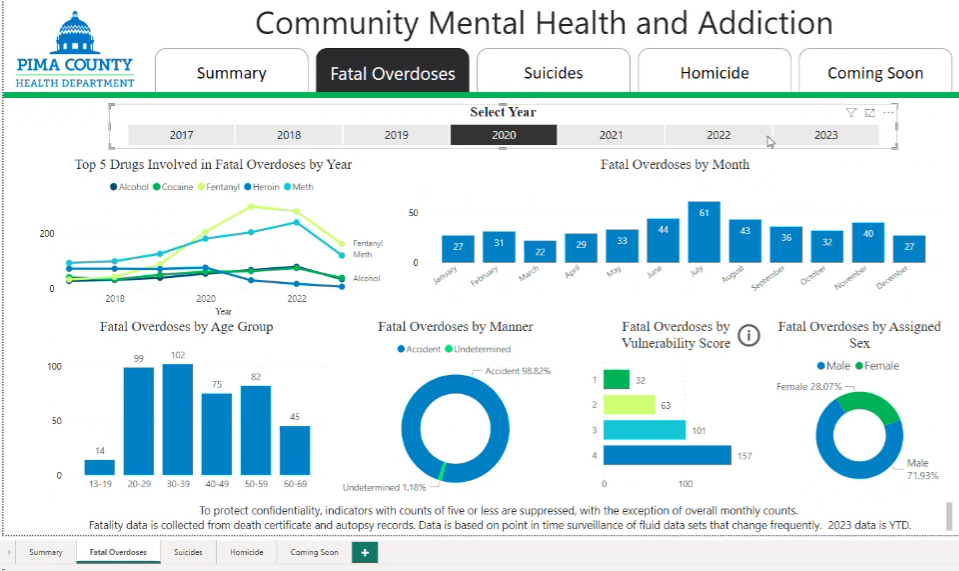 Community Mental Health and Addiction
PIMA COUNTY
HEALTH DEPARTMENT
Summary
Fatal Overdoses
Suicides
Homicide
Coming Soon
Select Year
2017
2018
2019
2020
2021
2022
2023
Top 5 Drugs Involved in Fatal Overdoses by Year
Alcohol Cocaine Fentanyl Heroin Meth
200
0
Fentanyl
Meth
Alcohol
2018
2020
2022
Year
Fatal Overdoses by Month
50
0
27
31
22
29
33
44
61
43
36
32
40
27
January
February
March
April
May
June
July
August
September
October
November
December
Fatal Overdoses by Age Group
100
50
0
14
99
102
75
82
45
13-19
20-29
30-39
40-49
50-59
60-69
Fatal Overdoses by Manner
Accident Undetermined
Accident 98.82%
Undetermined 1.18%
Fatal Overdoses by
Vulnerability Score
i
1
32
2
63
3
101
4
157
0
100
Fatal Overdoses by Assigned
Sex
Male Female
Female 28.07%
Male
71.93%
To protect confidentiality, indicators with counts of five or less are suppressed, with the exception of overall monthly counts.
Fatality data is collected from death certificate and autopsy records. Data is based on point in time surveillance of fluid data sets that change frequently. 2023 data is YTD.
Summary
Fatal Overdoses
Suicides
Homicide
Coming Soon
+